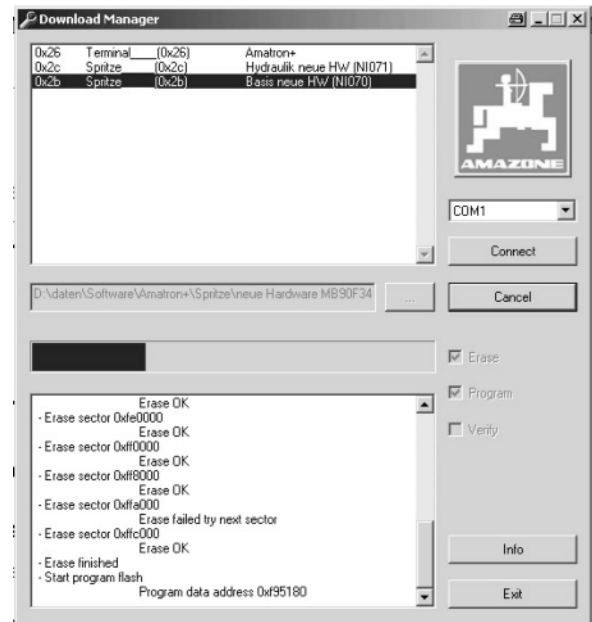 Download Manager
0x26 Terminal____(0x26) Amatron+
0x2c Spritze____(0x2c) Hydraulik neue HW (NI071)
0x2b Spritze____(0x2b) Basis neue HW (NI070)
AMAZONE
COM1
Connect
D:\daten\Software\Amatron+\Spritze\neue Hardware MB90F34
...
Cancel
Erase
Program
Verify
Erase OK
- Erase sector 0xfe0000
Erase OK
- Erase sector 0xff0000
Erase OK
- Erase sector 0xff8000
Erase OK
- Erase sector 0xffa000
Erase failed try next sector
- Erase sector 0xffc000
Erase OK
- Erase finished
- Start program flash
Program data address 0xf95180
Info
Exit